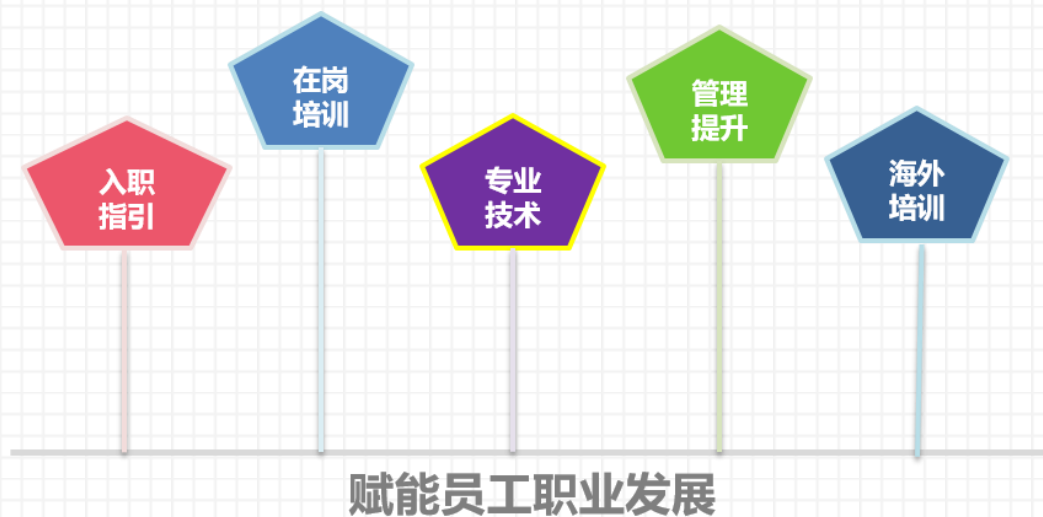 入职
指引
在岗
培训
专业
技术
管理
提升
海外
培训
赋能员工职业发展